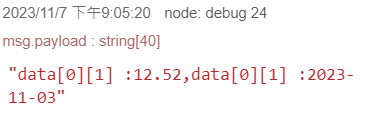 2023/11/7 下午9:05:20 node: debug 24
msg.payload : string[40]
"data[0][1] :12.52,data[0][1] :2023-
11-03"